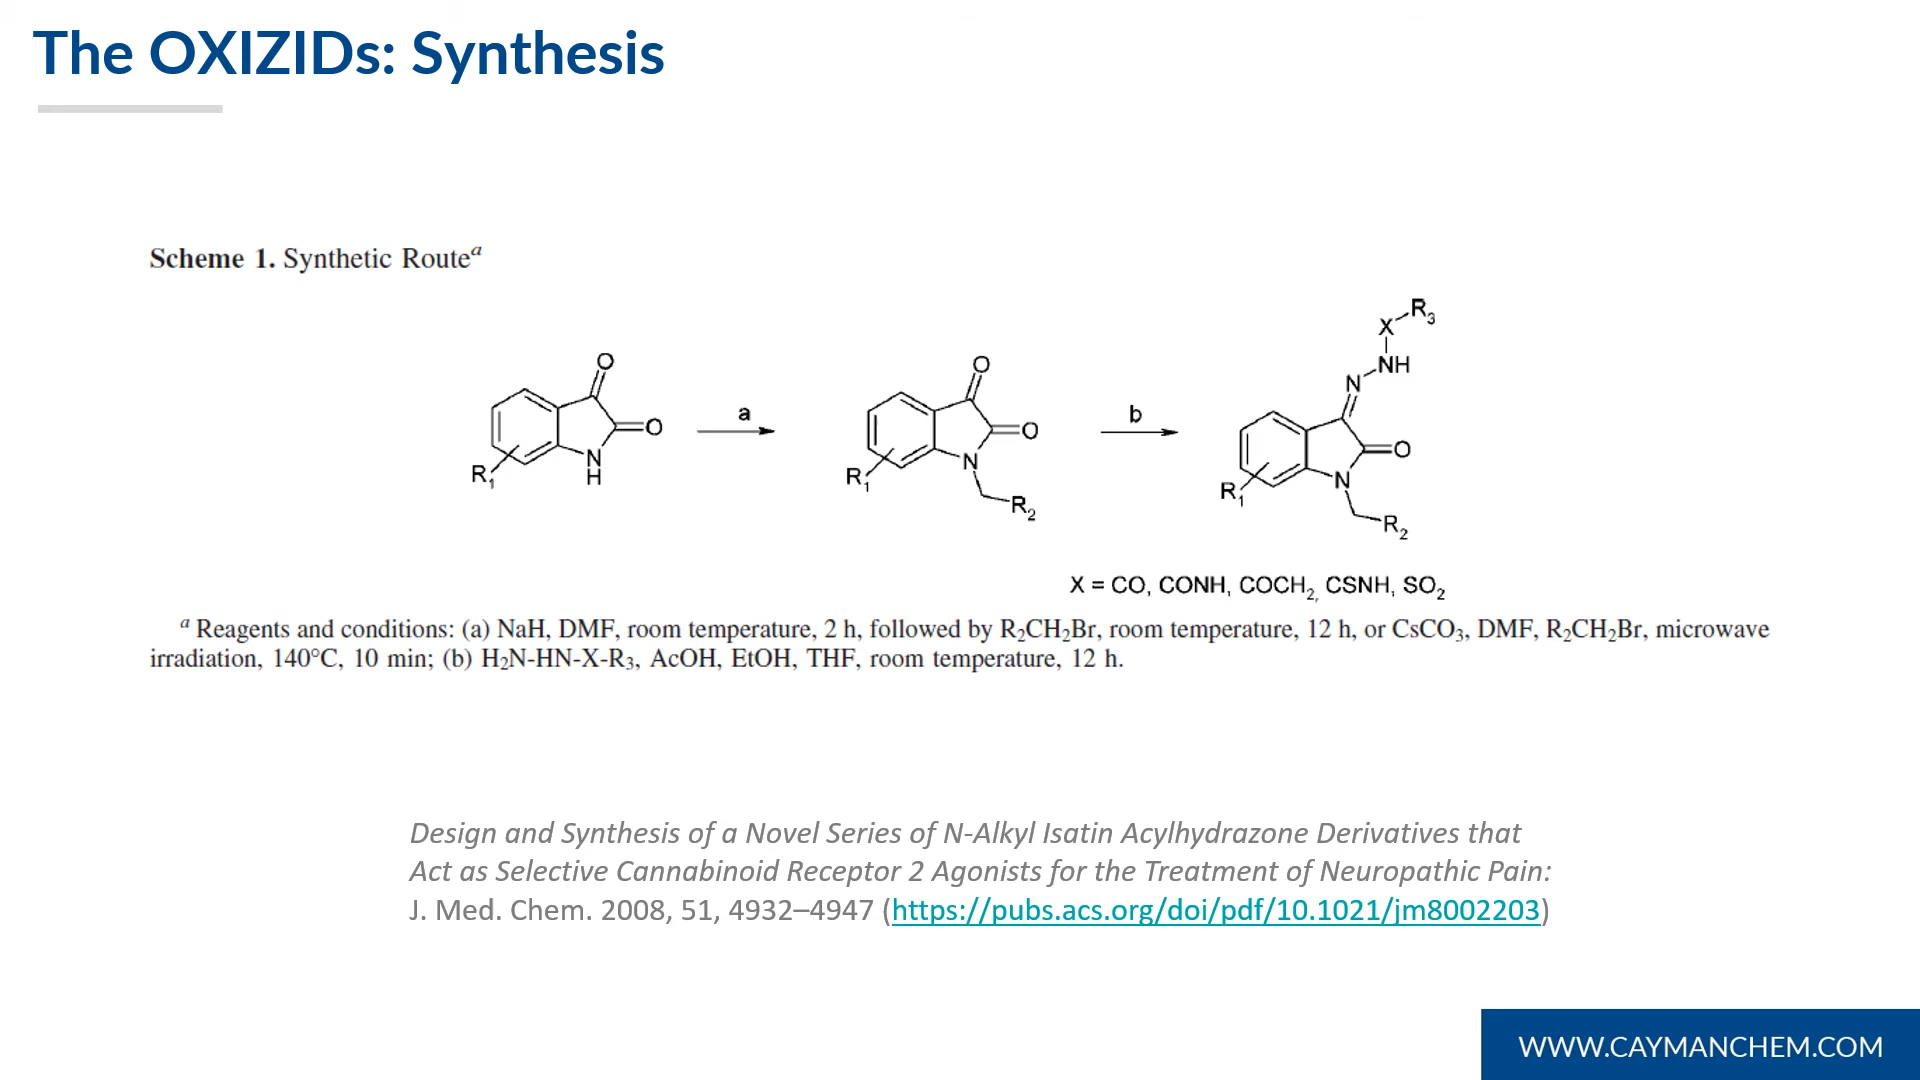 The OXIZIDs: Synthesis
Scheme 1. Synthetic Routeᵃ
R₃
X
NH
N
O
O
N
H
R₁
a
O
O
N
R₁
R₂
b
O
N
R₁
R₂
X = CO, CONH, COCH₂, CSNH, SO₂
ᵃ Reagents and conditions: (a) NaH, DMF, room temperature, 2 h, followed by R₂CH₂Br, room temperature, 12 h, or CsCO₃, DMF, R₂CH₂Br, microwave
irradiation, 140°C, 10 min; (b) H₂N-HN-X-R₃, AcOH, EtOH, THF, room temperature, 12 h.
Design and Synthesis of a Novel Series of N-Alkyl Isatin Acylhydrazone Derivatives that
Act as Selective Cannabinoid Receptor 2 Agonists for the Treatment of Neuropathic Pain:
J. Med. Chem. 2008, 51, 4932–4947 (https://pubs.acs.org/doi/pdf/10.1021/jm8002203)
WWW.CAYMANCHEM.COM